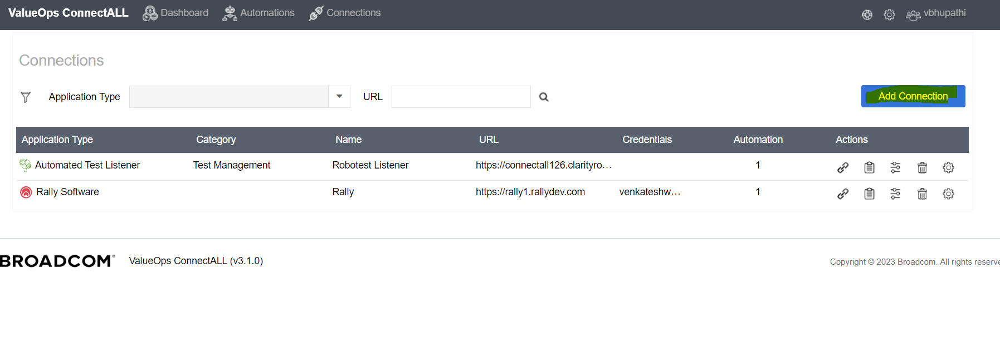 ValueOps ConnectALL Dashboard Automations Connections vbhupathi
Connections
Application Type URL Add Connection
Application Type Category Name URL Credentials Automation Actions
Automated Test Listener Test Management Robotest Listener https://connectall126.clarityro... 1
Rally Software Rally https://rally1.rallydev.com venkateshw... 1
BROADCOM® ValueOps ConnectALL (v3.1.0) Copyright © 2023 Broadcom. All rights reserve